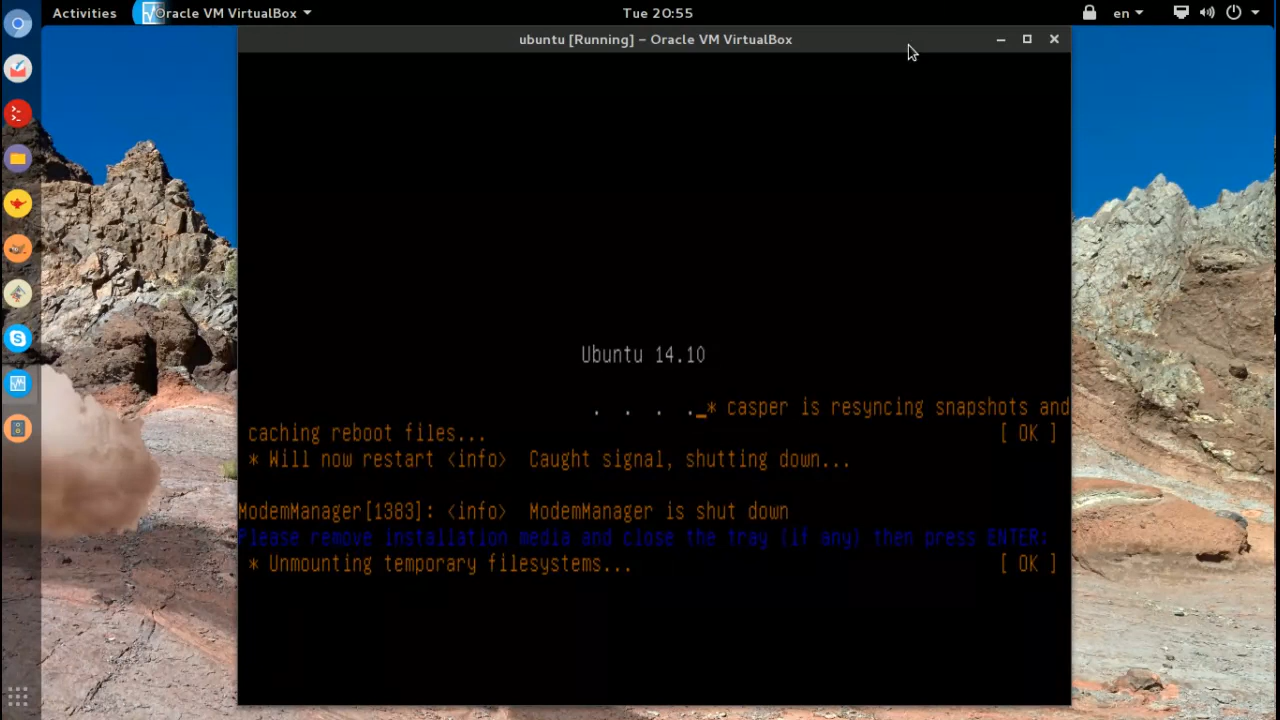 Activities
Oracle VM VirtualBox
Tue 20:55
en
ubuntu [Running] – Oracle VM VirtualBox
Ubuntu 14.10
. . . ._* casper is resyncing snapshots and
caching reboot files... [ OK ]
* Will now restart <info> Caught signal, shutting down...
ModemManager[1383]: <info> ModemManager is shut down
Please remove installation media and close the tray (if any) then press ENTER:
* Unmounting temporary filesystems... [ OK ]